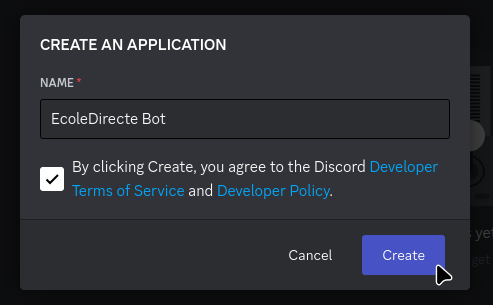 CREATE AN APPLICATION
NAME *
EcoleDirecte Bot
By clicking Create, you agree to the Discord Developer
Terms of Service and Developer Policy.
Cancel
Create